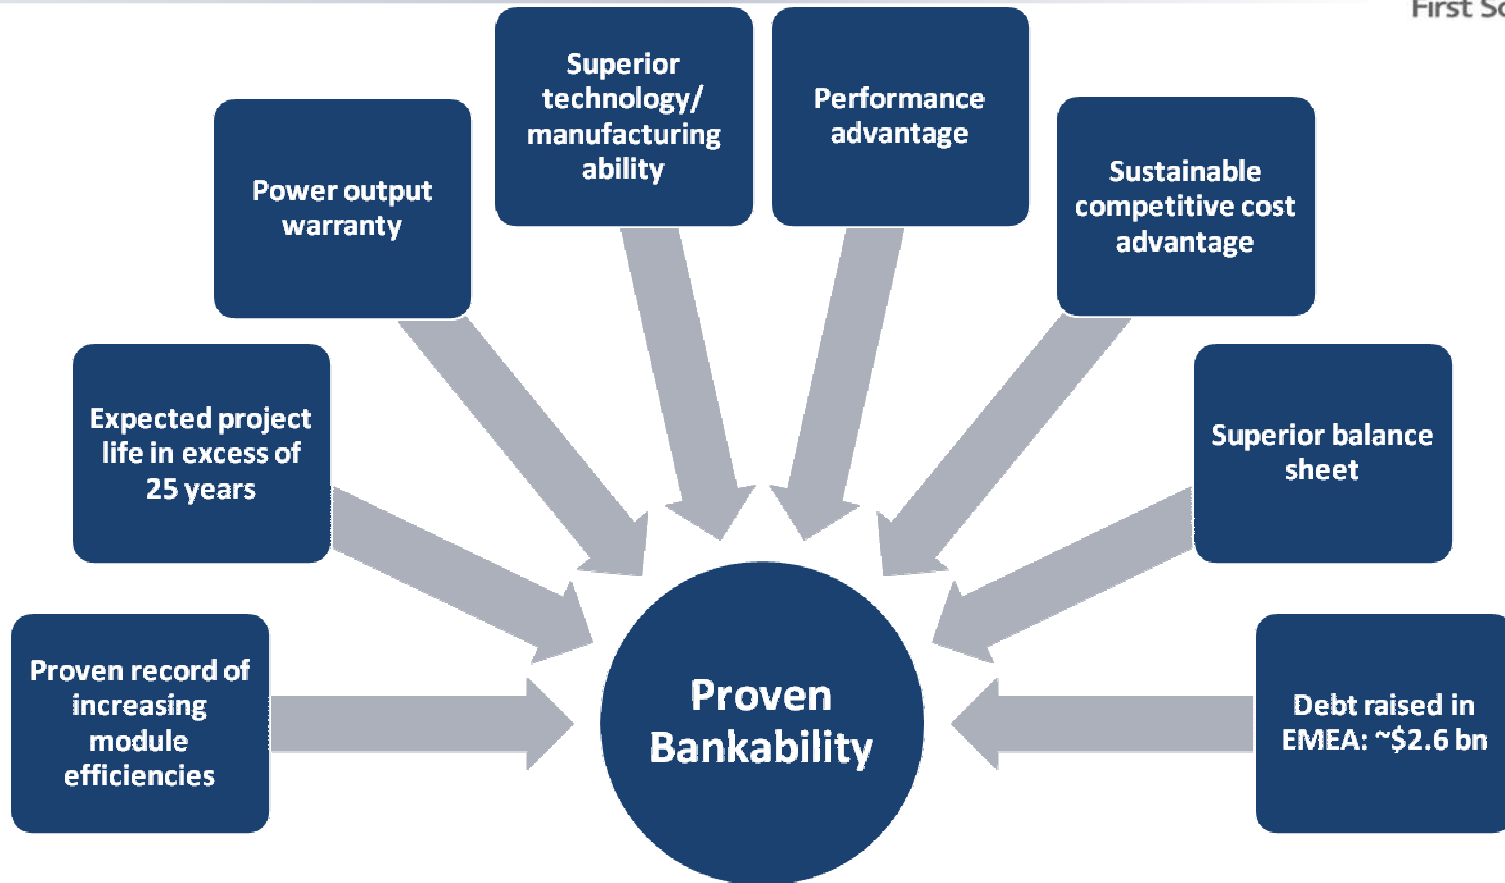 First So
Superior
technology/
manufacturing
ability
Performance
advantage
Power output
warranty
Sustainable
competitive cost
advantage
Expected project
life in excess of
25 years
Superior balance
sheet
Proven record of
increasing
module
efficiencies
Proven
Bankability
Debt raised in
EMEA: ~$2.6 bn